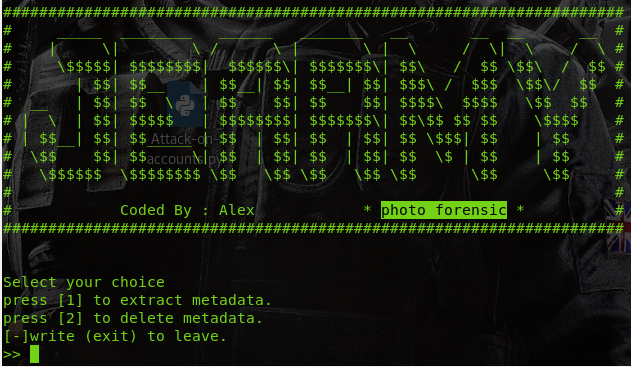 JEARMY
Attack-on-
accounts.py
Coded By : Alex * photo forensic *
Select your choice
press [1] to extract metadata.
press [2] to delete metadata.
[-]write (exit) to leave.
>>